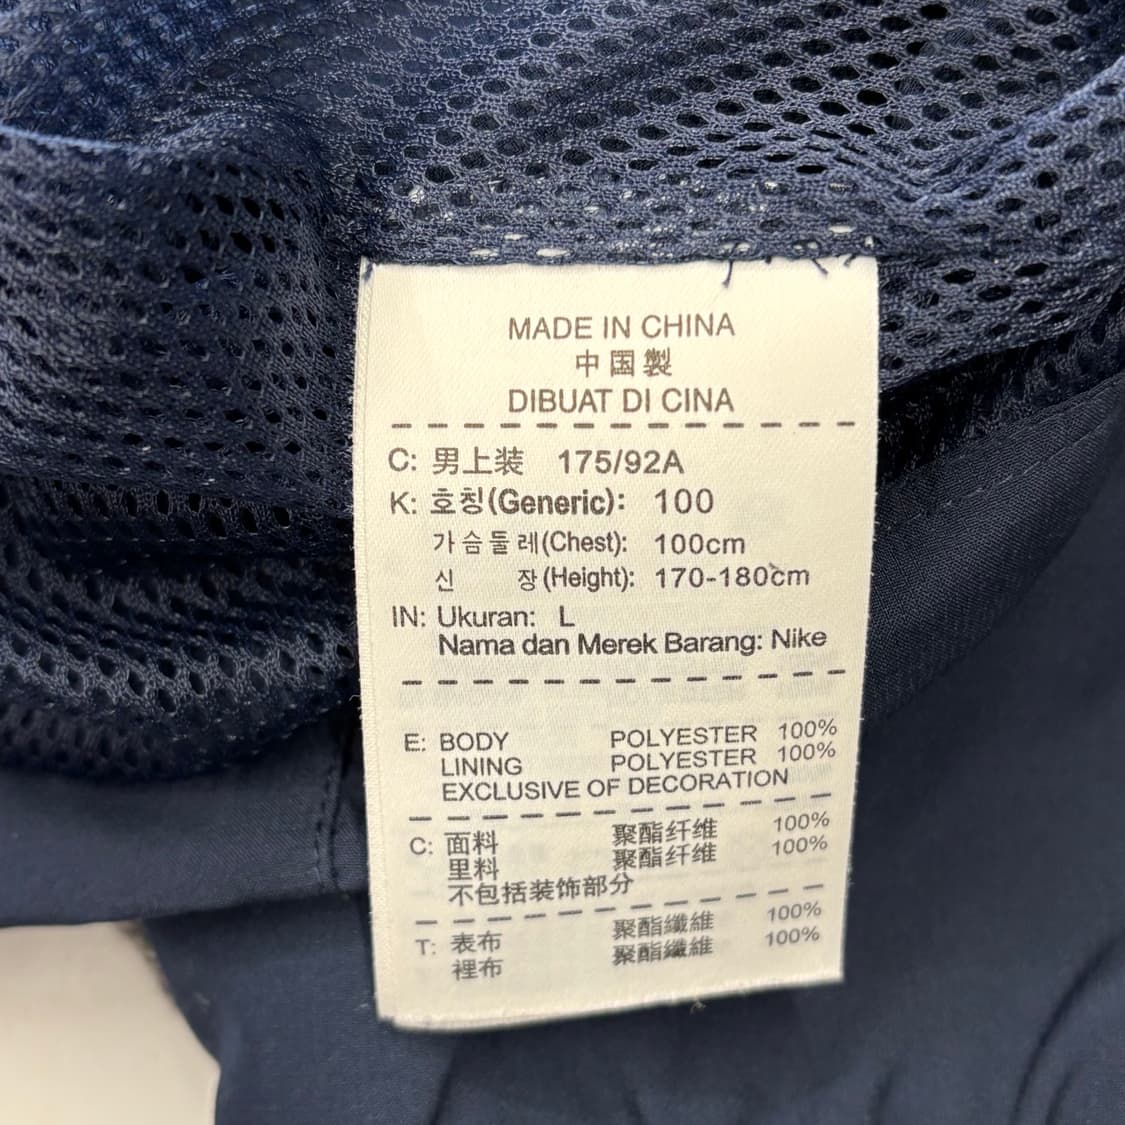 MADE IN CHINA
中国製
DIBUAT DI CINA
C: 男上装 175/92A
K: 호칭(Generic): 100
가슴둘레(Chest): 100cm
신 장(Height): 170-180cm
IN: Ukuran: L
Nama dan Merek Barang: Nike
E: BODY POLYESTER 100%
LINING POLYESTER 100%
EXCLUSIVE OF DECORATION
C: 面料 聚酯纤维 100%
里料 聚酯纤维 100%
不包括装饰部分
T: 表布 聚酯纖維 100%
裡布 聚酯纖維 100%